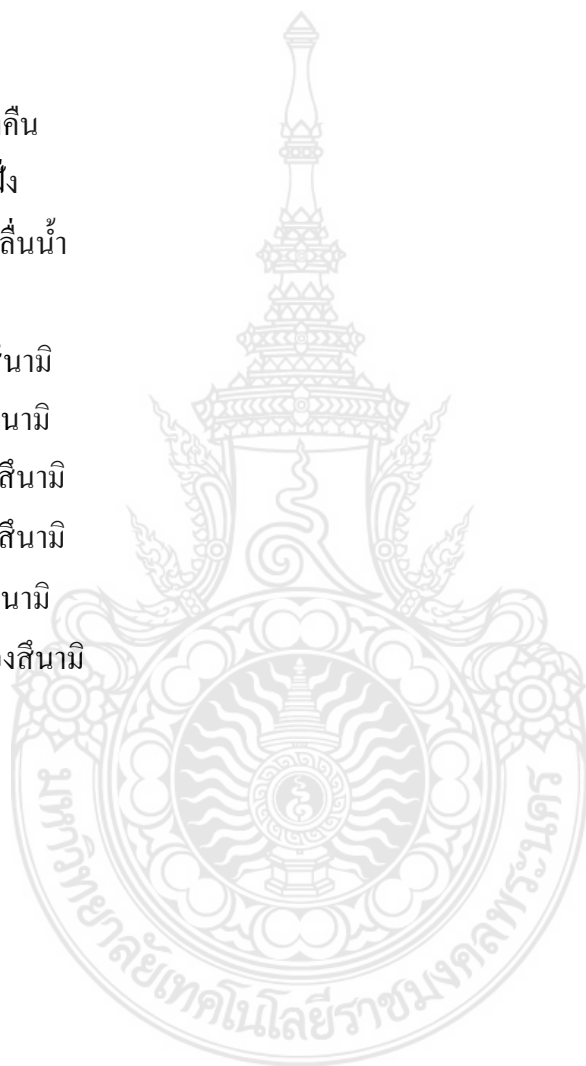 คืน
ฝั่ง
ลื่นน้ำ
สึนามิ
นามิ
สึนามิ
สึนามิ
นามิ
องสึนามิ
มหาวิทยาลัยเทคโนโลยีราชมงคลพระนคร